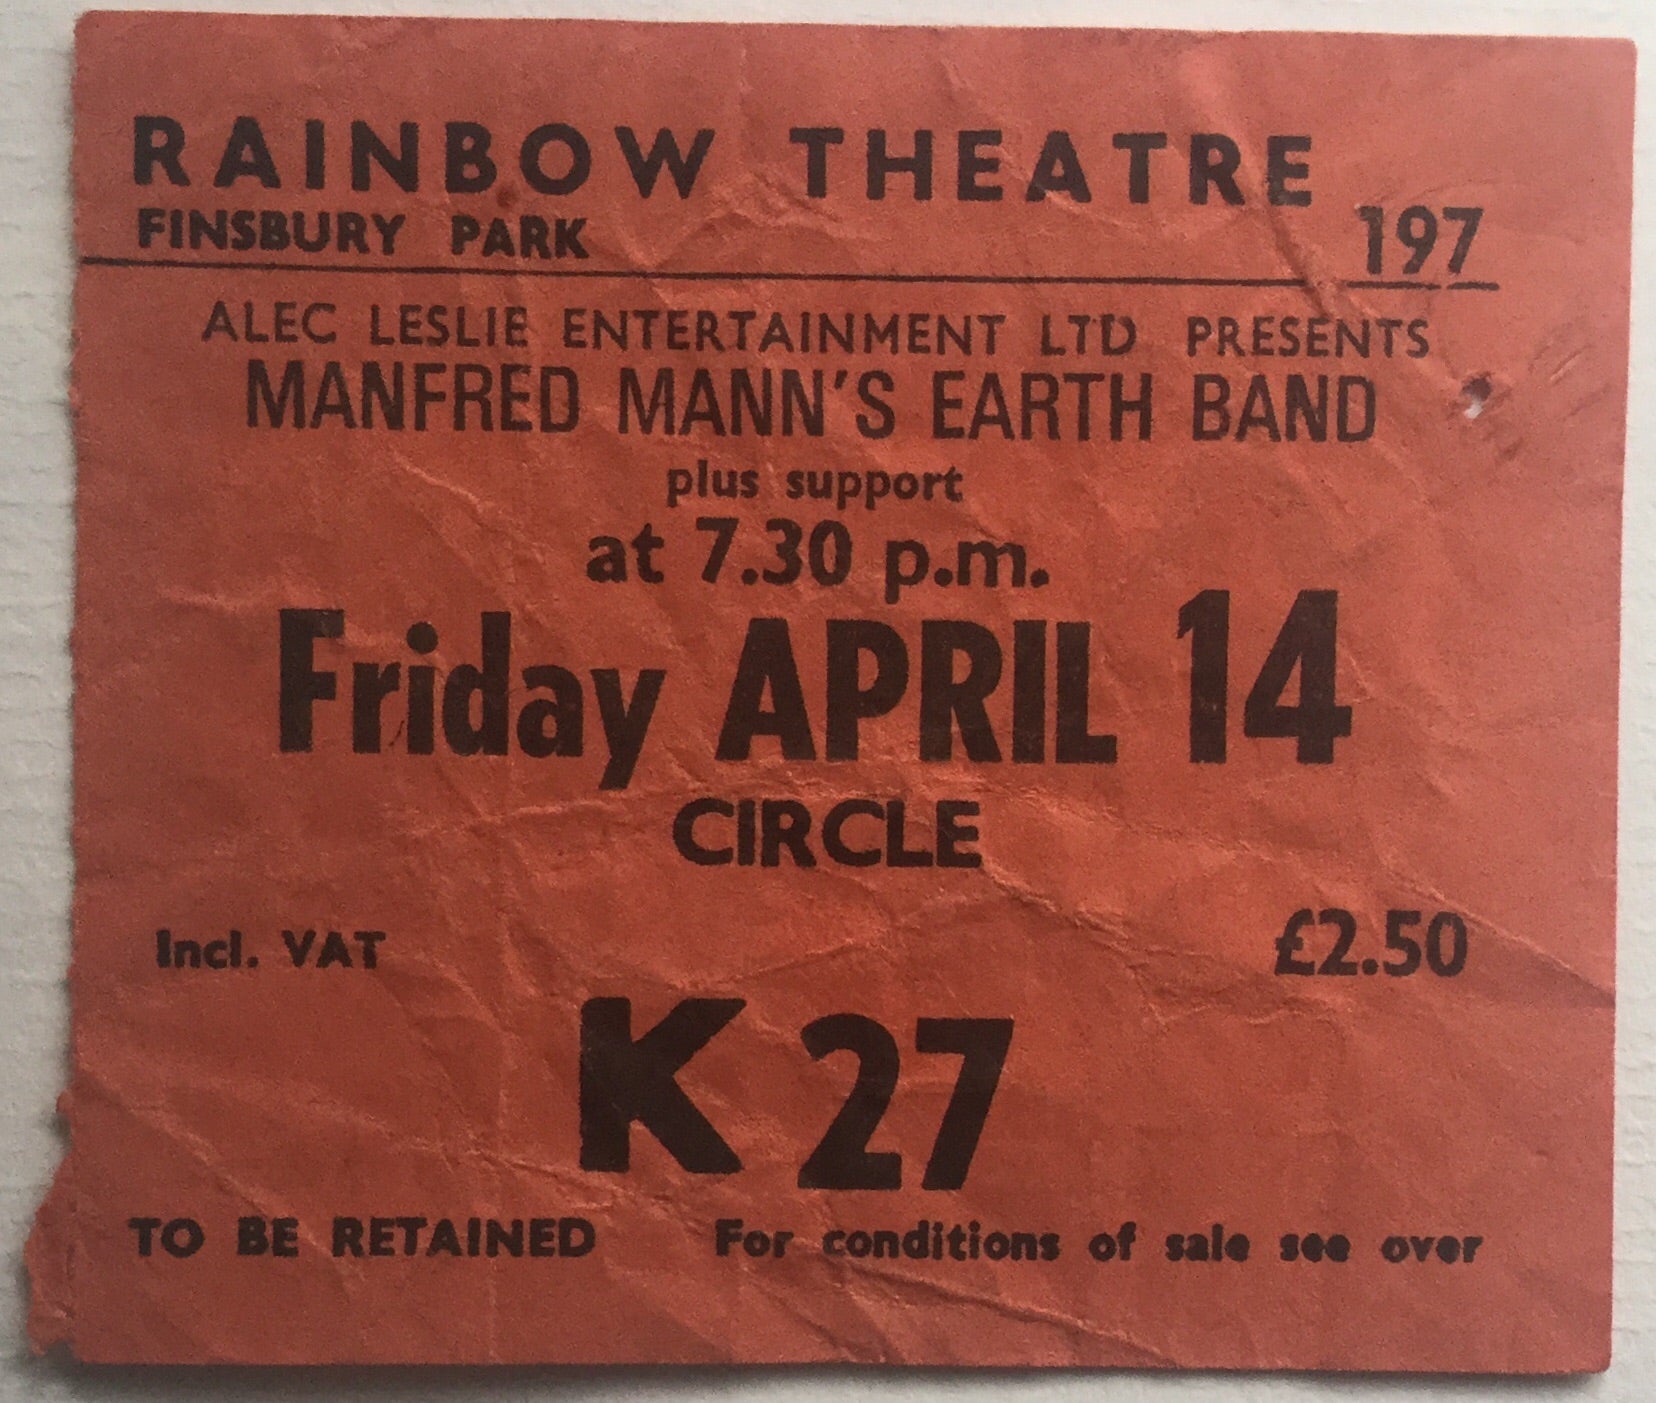 RAINBOW THEATRE
FINSBURY PARK 197
ALEC LESLIE ENTERTAINMENT LTD PRESENTS
MANFRED MANN'S EARTH BAND
plus support
at 7.30 p.m.
Friday APRIL 14
CIRCLE
Incl. VAT £2.50
K 27
TO BE RETAINED For conditions of sale see over